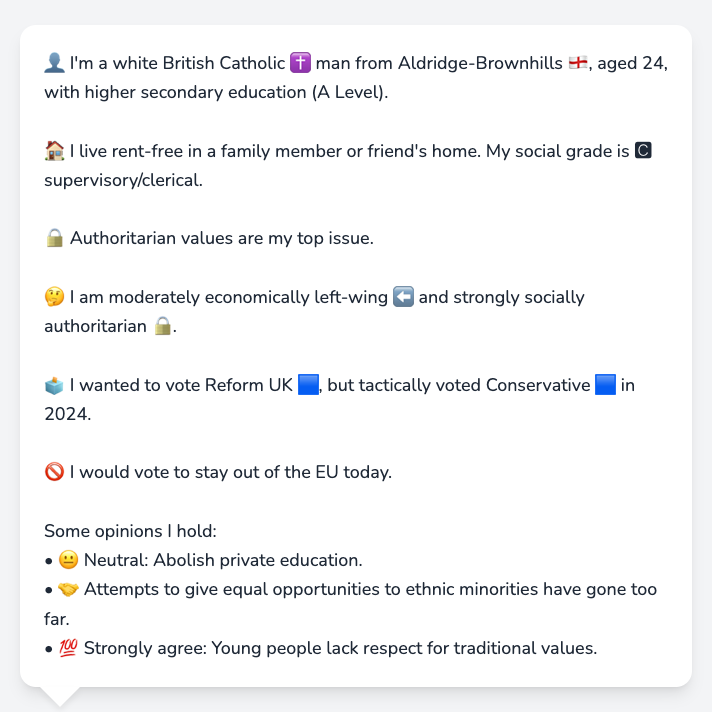 👤 I'm a white British Catholic ✝️ man from Aldridge-Brownhills 🏴󠁧󠁢󠁥󠁮󠁧󠁿, aged 24,
with higher secondary education (A Level).
🏠 I live rent-free in a family member or friend's home. My social grade is 🅲
supervisory/clerical.
🔒 Authoritarian values are my top issue.
🤔 I am moderately economically left-wing ⬅️ and strongly socially
authoritarian 🔒.
🗳️ I wanted to vote Reform UK 🟦, but tactically voted Conservative 🟦 in
2024.
🚫 I would vote to stay out of the EU today.
Some opinions I hold:
• 😐 Neutral: Abolish private education.
• 🤝 Attempts to give equal opportunities to ethnic minorities have gone too
far.
• 💯 Strongly agree: Young people lack respect for traditional values.